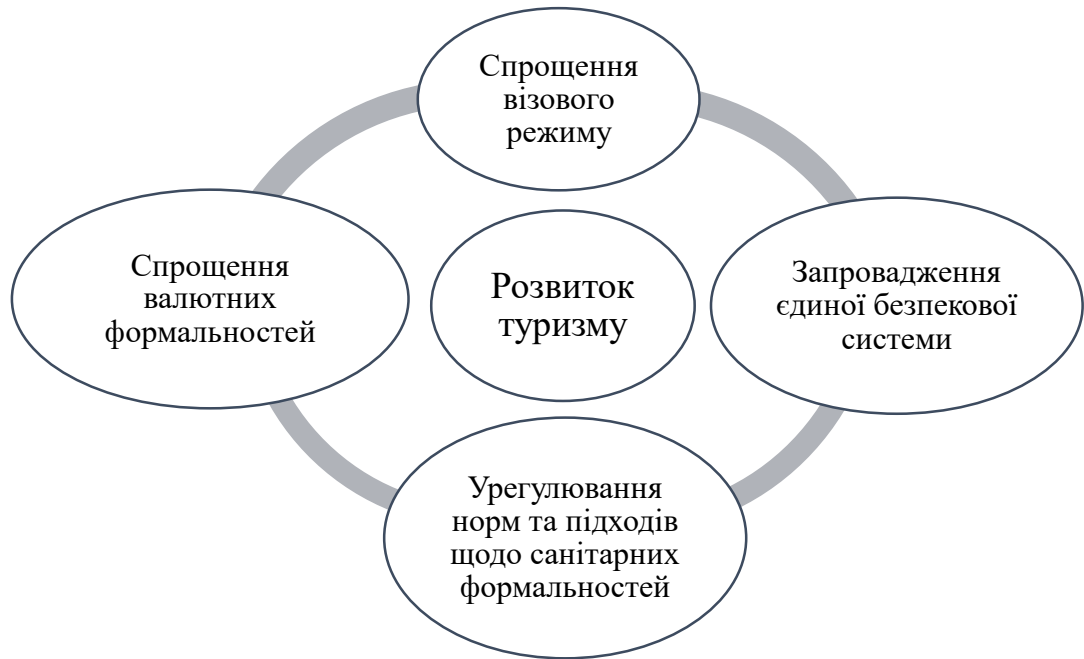 Спрощення
візового
режиму
Спрощення
валютних
формальностей
Розвиток
туризму
Запровадження
єдиної безпекової
системи
Урегулювання
норм та підходів
щодо санітарних
формальностей